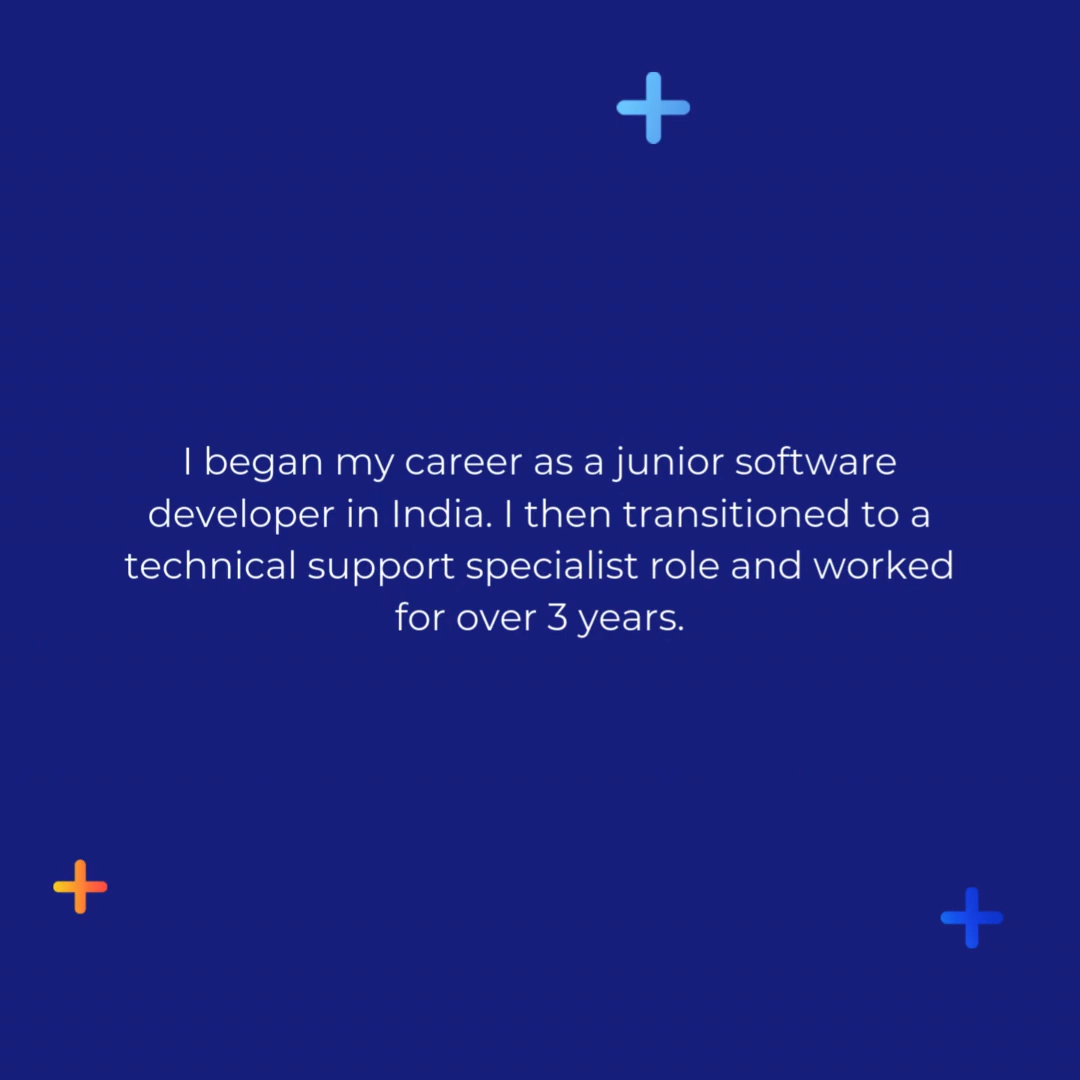 I began my career as a junior software
developer in India. I then transitioned to a
technical support specialist role and worked
for over 3 years.